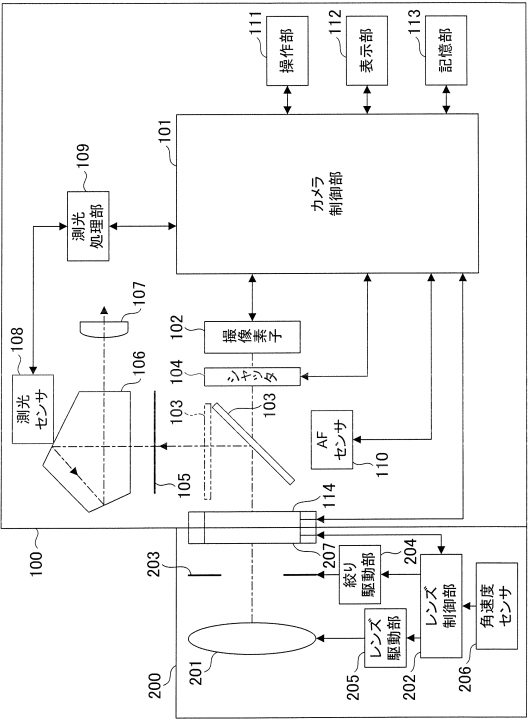 111
操作部
112
表示部
113
記憶部
101
カメラ
制御部
109
測光
処理部
107
108
測光
センサ
106
102
撮像素子
104
シャッタ
103
103
105
AF
センサ
110
114
100
207
203
204
絞り
駆動部
201
レンズ
制御部
202
レンズ
駆動部
205
角速度
センサ
206
200